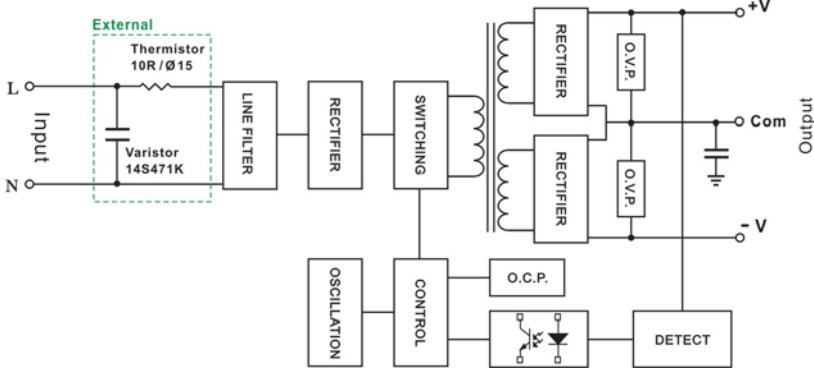 External
Thermistor
10R / Ø15
L
Input
Varistor
14S471K
N
LINE FILTER
RECTIFIER
SWITCHING
RECTIFIER
RECTIFIER
O.V.P.
O.V.P.
+V
Com
Output
- V
OSCILLATION
CONTROL
O.C.P.
DETECT